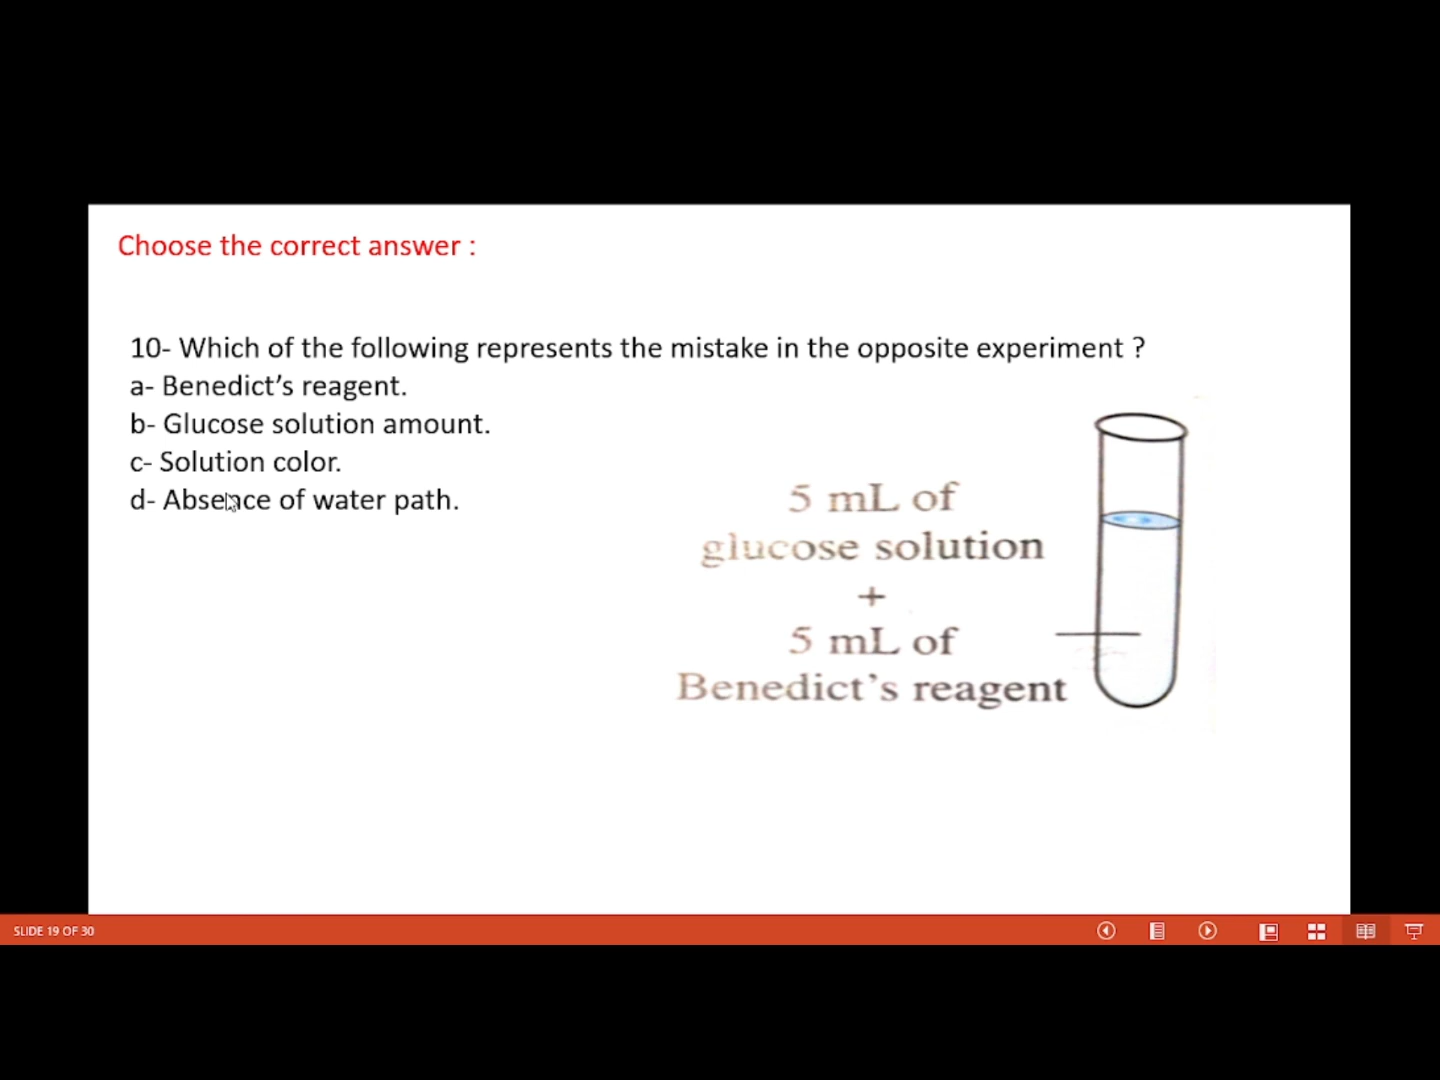 Choose the correct answer :
10- Which of the following represents the mistake in the opposite experiment ?
a- Benedict’s reagent.
b- Glucose solution amount.
c- Solution color.
d- Absence of water path.
5 mL of
glucose solution
+
5 mL of
Benedict’s reagent
SLIDE 19 OF 30